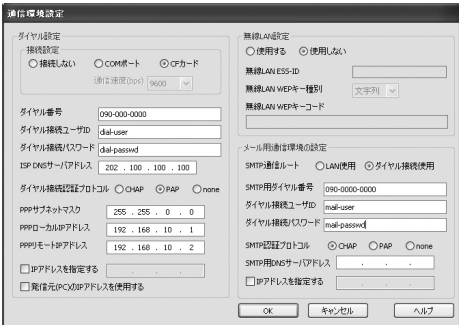 通信環境設定
ダイヤル設定
接続設定
接続しない COMポート CFカード
通信速度(bps) 9600
ダイヤル番号 090-000-0000
ダイヤル接続ユーザID dial-user
ダイヤル接続パスワード dial-passwd
ISP DNSサーバアドレス 202 . 100 . 100 . 100
ダイヤル接続認証プロトコル CHAP PAP none
PPPサブネットマスク 255 . 255 . 0 . 0
PPPローカルIPアドレス 192 . 168 . 10 . 1
PPPリモートIPアドレス 192 . 168 . 10 . 2
IPアドレスを指定する . . .
発信元(PC)のIPアドレスを使用する
無線LAN設定
使用する 使用しない
無線LAN ESS-ID
無線LAN WEPキー種別 文字列
無線LAN WEPキーコード
メール用通信環境の設定
SMTP通信ルート LAN使用 ダイヤル接続使用
SMTP用ダイヤル番号 090-0000-0000
ダイヤル接続ユーザID mail-user
ダイヤル接続パスワード mail-passwd
SMTP認証プロトコル CHAP PAP none
SMTP用DNSサーバアドレス . . .
IPアドレスを指定する . . .
OK キャンセル ヘルプ